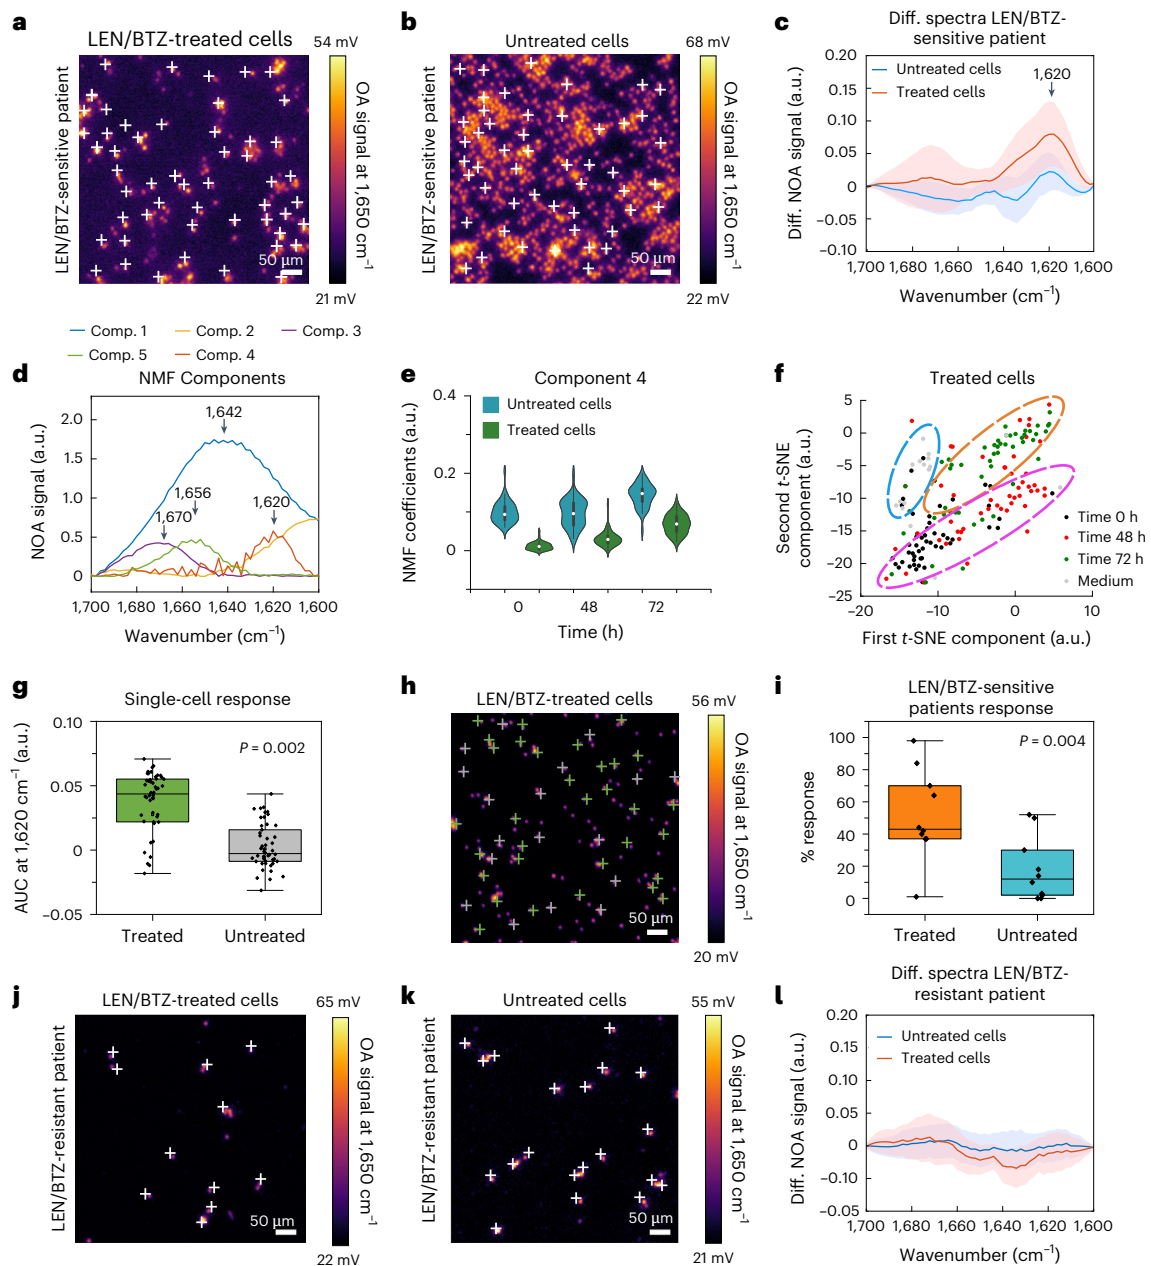 a
LEN/BTZ-treated cells
54 mV
LEN/BTZ-sensitive patient
50 μm
OA signal at 1,650 cm⁻¹
21 mV
b
Untreated cells
68 mV
LEN/BTZ-sensitive patient
50 μm
OA signal at 1,650 cm⁻¹
22 mV
c
Diff. spectra LEN/BTZ-
sensitive patient
Untreated cells
Treated cells
1,620
0.20
0.15
0.10
0.05
0
−0.05
−0.10
Diff. NOA signal (a.u.)
1,700 1,680 1,660 1,640 1,620 1,600
Wavenumber (cm⁻¹)
Comp. 1 Comp. 2 Comp. 3
Comp. 5 Comp. 4
d
NMF Components
1,642
1,656
1,670
1,620
2.0
1.5
1.0
0.5
0
NOA signal (a.u.)
1,700 1,680 1,660 1,640 1,620 1,600
Wavenumber (cm⁻¹)
e
Component 4
Untreated cells
Treated cells
0.4
0.2
0
NMF coefficients (a.u.)
0 48 72
Time (h)
f
Treated cells
5
0
−5
−10
−15
−20
−25
Second t-SNE
component (a.u.)
Time 0 h
Time 48 h
Time 72 h
Medium
−20 −10 0 10
First t-SNE component (a.u.)
g
Single-cell response
P = 0.002
0.10
0.05
0
−0.05
AUC at 1,620 cm⁻¹ (a.u.)
Treated Untreated
h
LEN/BTZ-treated cells
56 mV
50 μm
OA signal at 1,650 cm⁻¹
20 mV
i
LEN/BTZ-sensitive
patients response
P = 0.004
100
80
60
40
20
0
% response
Treated Untreated
j
LEN/BTZ-treated cells
65 mV
LEN/BTZ-resistant patient
50 μm
OA signal at 1,650 cm⁻¹
22 mV
k
Untreated cells
55 mV
LEN/BTZ-resistant patient
50 μm
OA signal at 1,650 cm⁻¹
21 mV
l
Diff. spectra LEN/BTZ-
resistant patient
Untreated cells
Treated cells
0.20
0.15
0.10
0.05
0
−0.10
−0.05
Diff. NOA signal (a.u.)
1,700 1,680 1,660 1,640 1,620 1,600
Wavenumber (cm⁻¹)